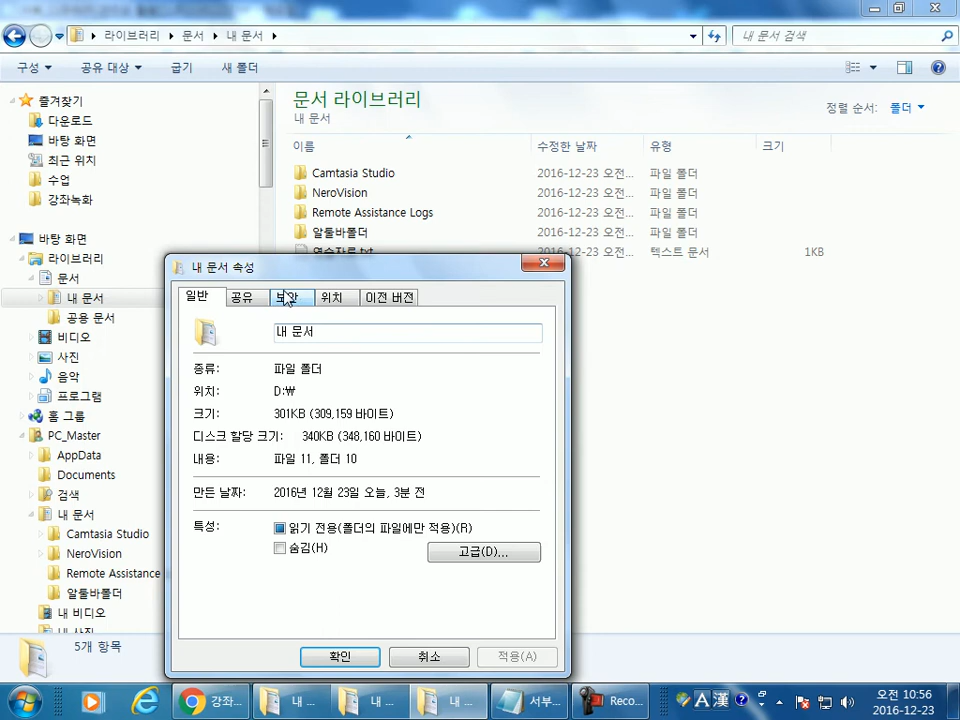 라이브러리 ▸ 문서 ▸ 내 문서 ▸
내 문서 검색
구성 ▼ 공유 대상 ▼ 굽기 새 폴더
즐겨찾기
다운로드
바탕 화면
최근 위치
수업
강좌녹화
바탕 화면
라이브러리
문서
내 문서
공용 문서
비디오
사진
음악
프로그램
홈 그룹
PC_Master
AppData
Documents
검색
내 문서
Camtasia Studio
NeroVision
Remote Assistance
알툴바폴더
내 비디오
내 사진
문서 라이브러리
내 문서
정렬 순서: 폴더 ▼
이름 수정한 날짜 유형 크기
Camtasia Studio 2016-12-23 오전... 파일 폴더
NeroVision 2016-12-23 오전... 파일 폴더
Remote Assistance Logs 2016-12-23 오전... 파일 폴더
알툴바폴더 2016-12-23 오전... 파일 폴더
연습자료.txt 2016-12-23 오전... 텍스트 문서 1KB
내 문서 속성
일반 공유 보안 위치 이전 버전
내 문서
종류: 파일 폴더
위치: D:₩
크기: 301KB (309,159 바이트)
디스크 할당 크기: 340KB (348,160 바이트)
내용: 파일 11, 폴더 10
만든 날짜: 2016년 12월 23일 오늘, 3분 전
특성: 읽기 전용(폴더의 파일에만 적용)(R)
숨김(H)
고급(D)...
확인 취소 적용(A)
5개 항목
강좌... 내 ... 내 ... 내 ... 서부... Reco...
A 漢
오전 10:56
2016-12-23